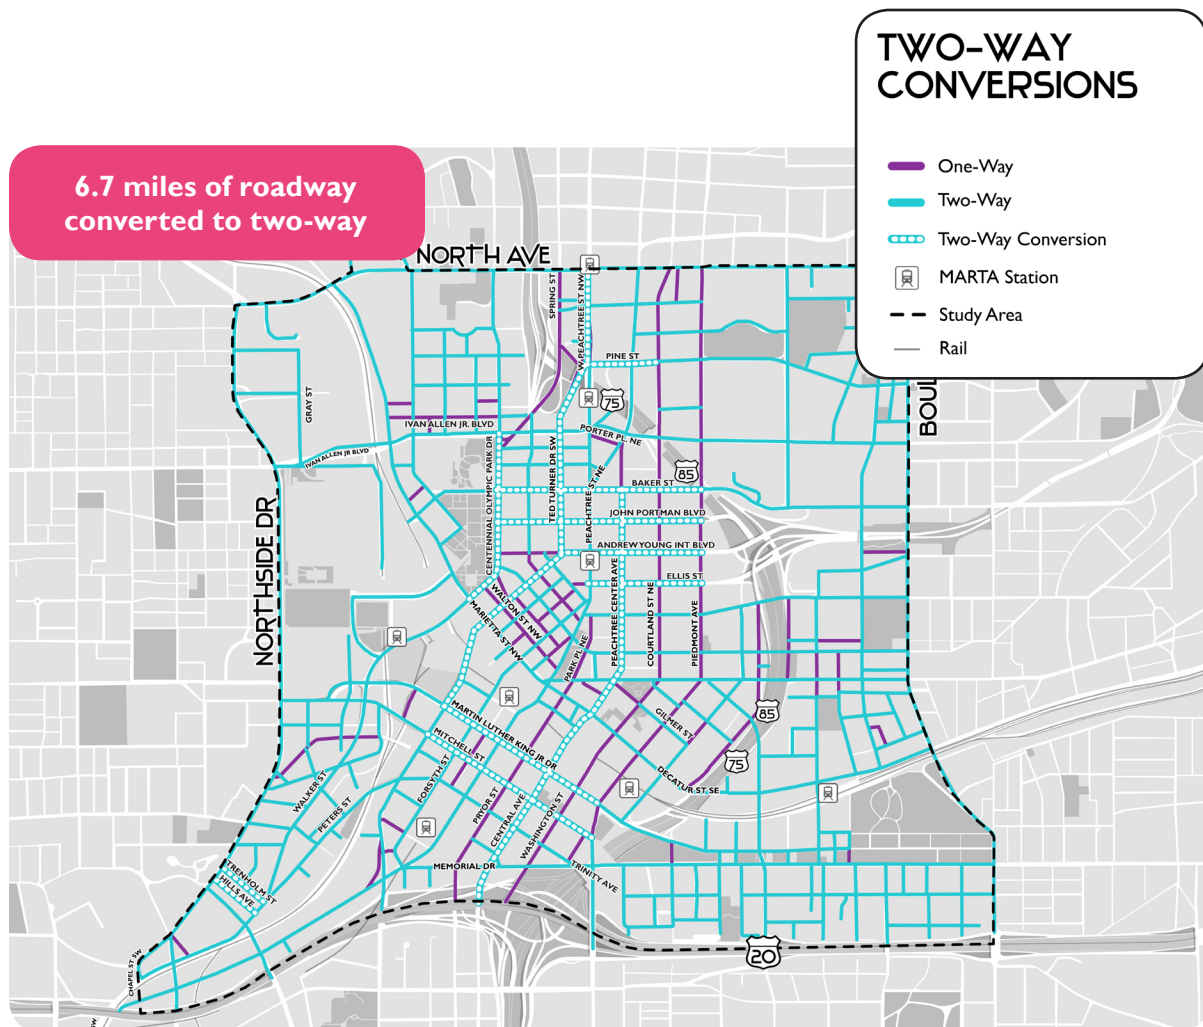 TWO-WAY
CONVERSIONS
One-Way
Two-Way
Two-Way Conversion
MARTA Station
Study Area
Rail
6.7 miles of roadway
converted to two-way
NORTH AVE
SPRING ST
W PEACHTREE ST NW
PINE ST
75
GRAY ST
IVAN ALLEN JR. BLVD
PORTER PL. NE
IVAN ALLEN JR BLVD
BOUL
CENTENNIAL OLYMPIC PARK DR
TED TURNER DR SW
PEACHTREE ST NE
85
BAKER ST
JOHN PORTMAN BLVD
ANDREW YOUNG INT BLVD
ELLIS ST
NORTHSIDE DR
WALTON ST NW
MARIETTA ST NW
PARK PL NE
PEACHTREE CENTER AVE
COURTLAND ST NE
PIEDMONT AVE
MARTIN LUTHER KING JR DR
MITCHELL ST
GILMER ST
85
75
DECATUR ST SE
WALKER ST
PETERS ST
FORSYTH ST
PRYOR ST
CENTRAL AVE
WASHINGTON ST
MEMORIAL DR
TRINITY AVE
TRENHOLM ST
HILLS AVE
CHAPEL ST SW
20
SW